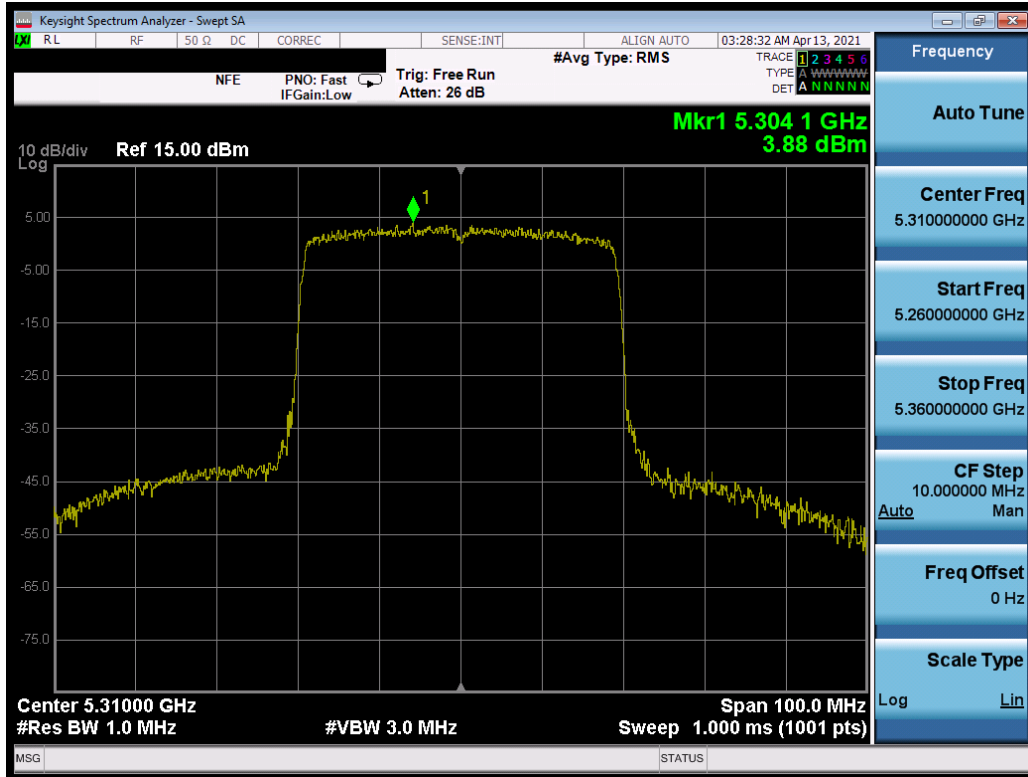 Keysight Spectrum Analyzer - Swept SA
LXI RL RF 50 Ω DC CORREC SENSE:INT ALIGN AUTO 03:28:32 AM Apr 13, 2021
NFE PNO: Fast IFGain:Low Trig: Free Run Atten: 26 dB #Avg Type: RMS
TRACE 1 2 3 4 5 6
TYPE A WWWWW
DET A N N N N N
Mkr1 5.304 1 GHz
3.88 dBm
10 dB/div Ref 15.00 dBm
Log
1
5.00
-5.00
-15.0
-25.0
-35.0
-45.0
-55.0
-65.0
-75.0
Center 5.31000 GHz Span 100.0 MHz
#Res BW 1.0 MHz #VBW 3.0 MHz Sweep 1.000 ms (1001 pts)
MSG STATUS
Frequency
Auto Tune
Center Freq
5.310000000 GHz
Start Freq
5.260000000 GHz
Stop Freq
5.360000000 GHz
CF Step
10.000000 MHz
Auto Man
Freq Offset
0 Hz
Scale Type
Log Lin